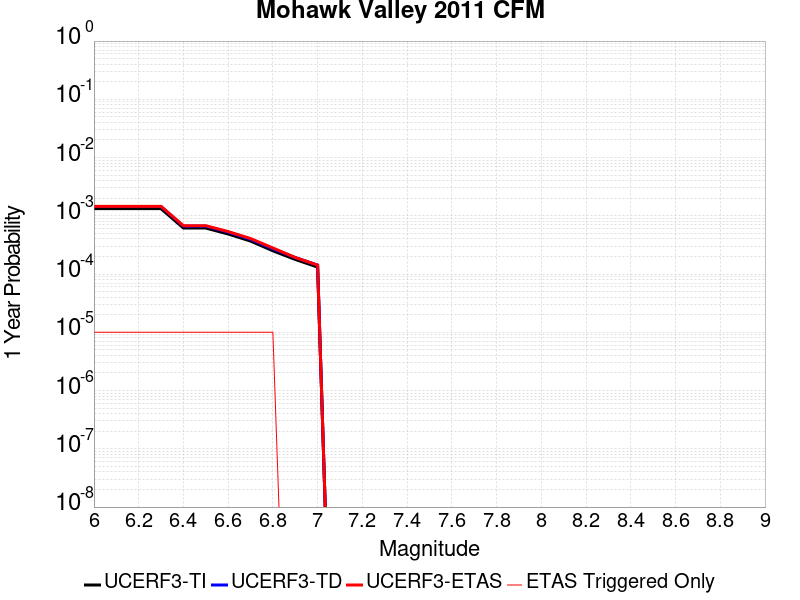 Mohawk Valley 2011 CFM
10^0
10^-1
10^-2
10^-3
10^-4
10^-5
10^-6
10^-7
10^-8
1 Year Probability
6 6.2 6.4 6.6 6.8 7 7.2 7.4 7.6 7.8 8 8.2 8.4 8.6 8.8 9
Magnitude
UCERF3-TI UCERF3-TD UCERF3-ETAS ETAS Triggered Only